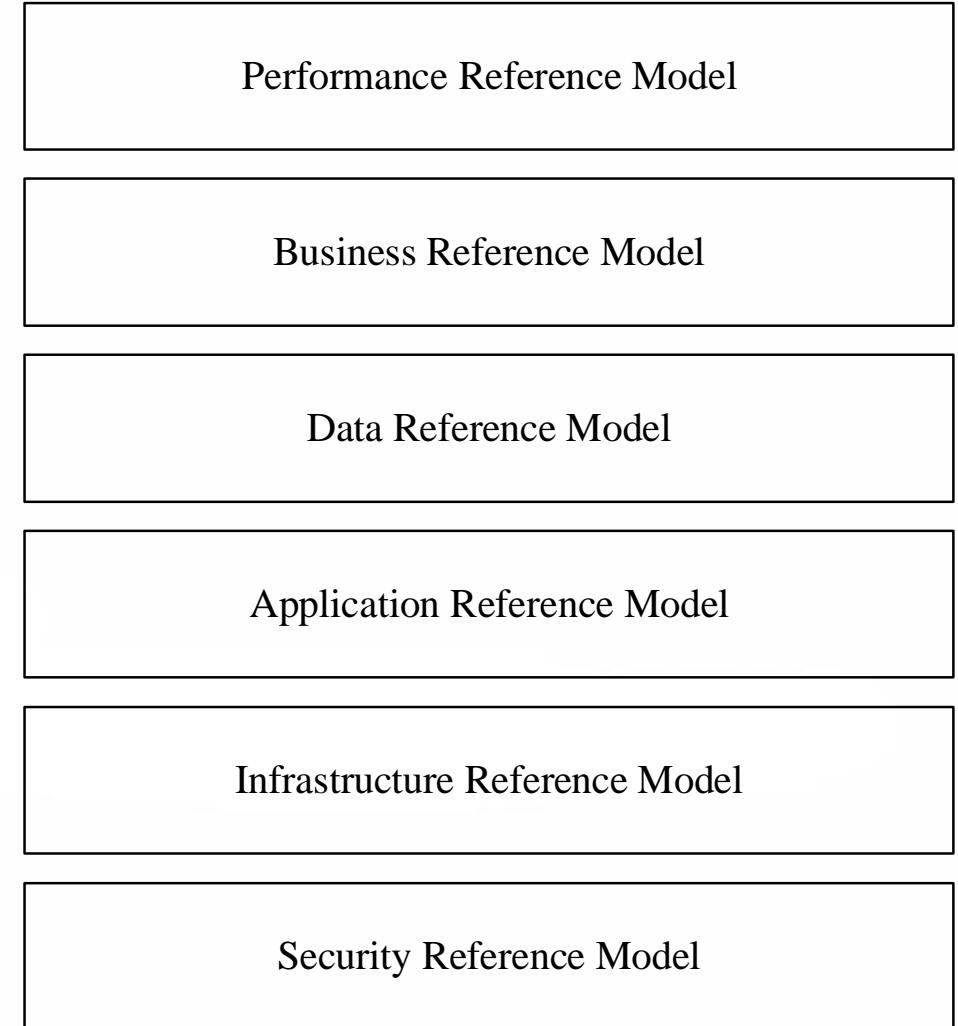 Performance Reference Model
Business Reference Model
Data Reference Model
Application Reference Model
Infrastructure Reference Model
Security Reference Model